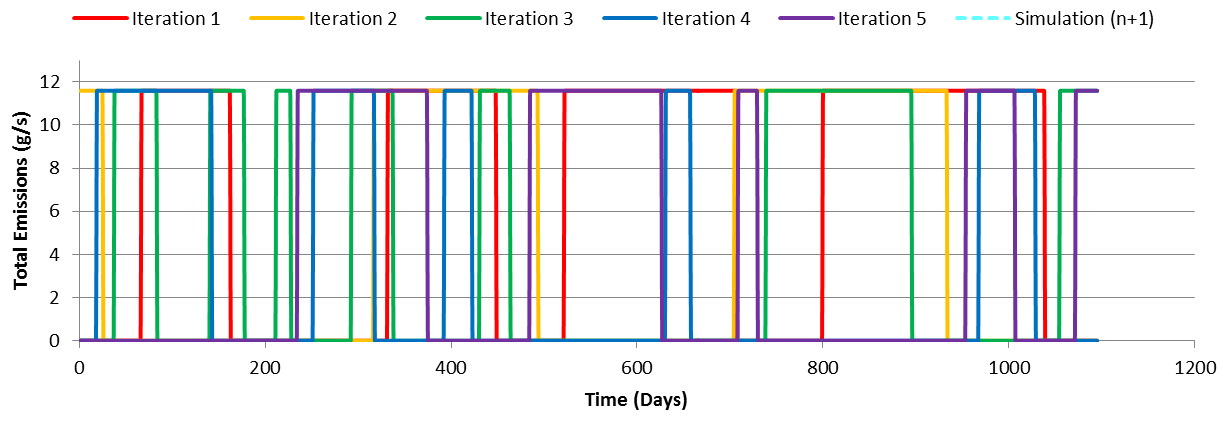 Iteration 1 Iteration 2 Iteration 3 Iteration 4 Iteration 5 Simulation (n+1)
Total Emissions (g/s)
12
10
8
6
4
2
0
0 200 400 600 800 1000 1200
Time (Days)